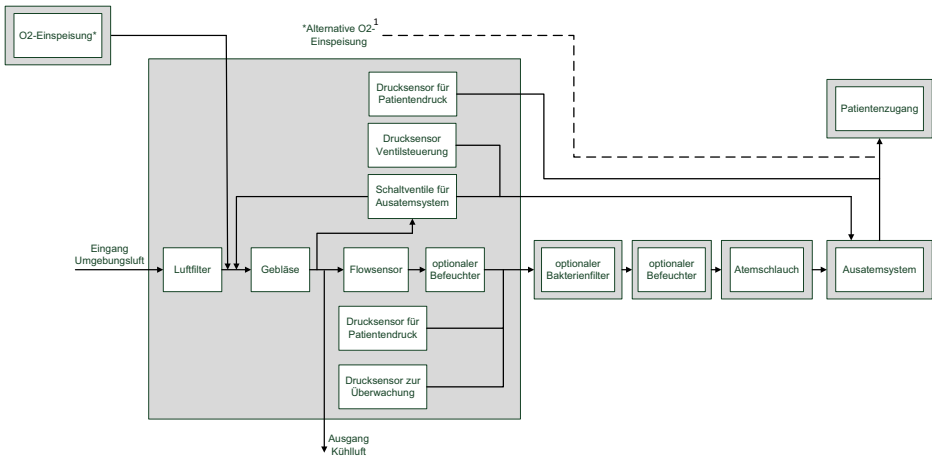 O2-Einspeisung*
*Alternative O2-1
Einspeisung
Drucksensor für
Patientendruck
Patientenzugang
Drucksensor
Ventilsteuerung
Schaltventile für
Ausatemsystem
Eingang
Umgebungsluft
Luftfilter
Gebläse
Flowsensor
optionaler
Befeuchter
optionaler
Bakterienfilter
optionaler
Befeuchter
Atemschlauch
Ausatemsystem
Drucksensor für
Patientendruck
Drucksensor zur
Überwachung
Ausgang
Kühlluft